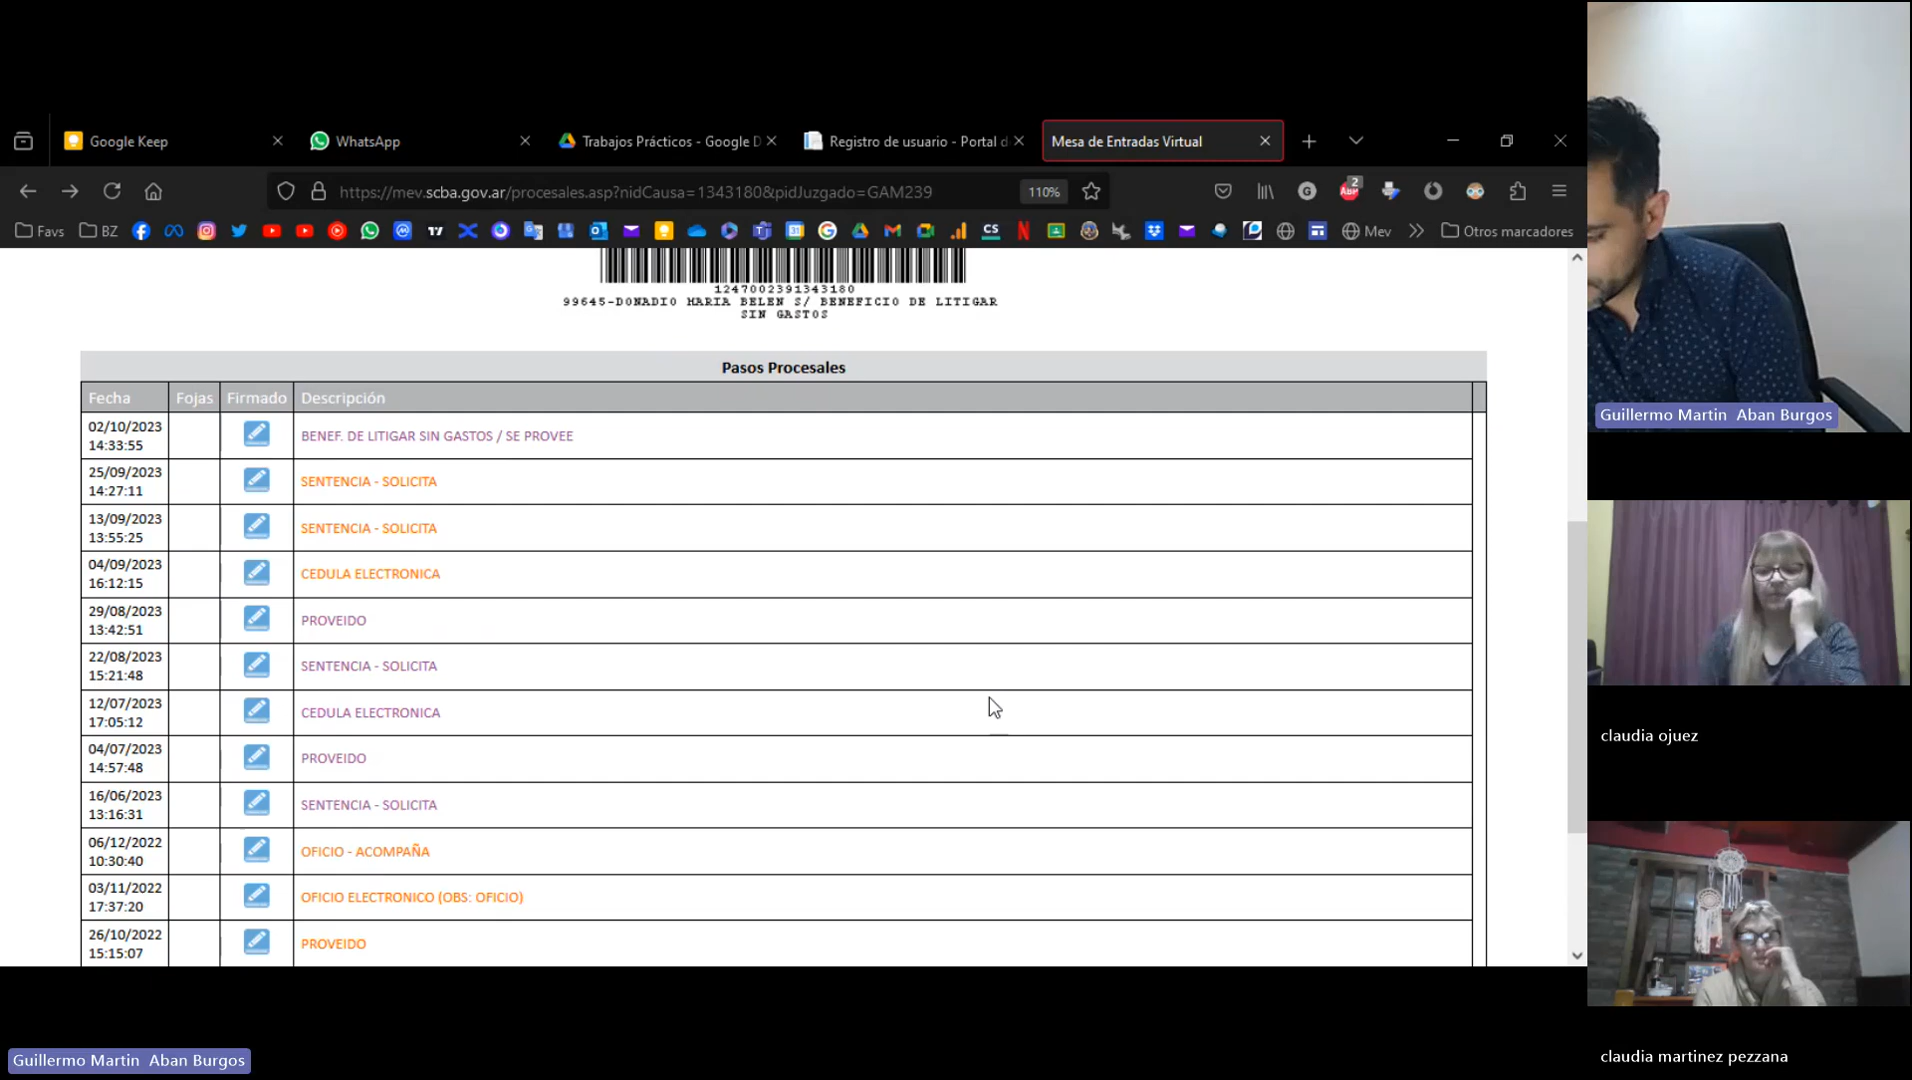 Google Keep
WhatsApp
Trabajos Prácticos - Google D
Registro de usuario - Portal d
Mesa de Entradas Virtual
https://mev.scba.gov.ar/procesales.asp?nidCausa=1343180&pidJuzgado=GAM239
110%
G
ABP
2
Favs
BZ
CS
Mev
Otros marcadores
1247002391343180
99645-DONADIO MARIA BELEN S/ BENEFICIO DE LITIGAR
SIN GASTOS
Pasos Procesales
Fecha Fojas Firmado Descripción
02/10/2023
14:33:55
BENEF. DE LITIGAR SIN GASTOS / SE PROVEE
25/09/2023
14:27:11
SENTENCIA - SOLICITA
13/09/2023
13:55:25
SENTENCIA - SOLICITA
04/09/2023
16:12:15
CEDULA ELECTRONICA
29/08/2023
13:42:51
PROVEIDO
22/08/2023
15:21:48
SENTENCIA - SOLICITA
12/07/2023
17:05:12
CEDULA ELECTRONICA
04/07/2023
14:57:48
PROVEIDO
16/06/2023
13:16:31
SENTENCIA - SOLICITA
06/12/2022
10:30:40
OFICIO - ACOMPAÑA
03/11/2022
17:37:20
OFICIO ELECTRONICO (OBS: OFICIO)
26/10/2022
15:15:07
PROVEIDO
Guillermo Martin Aban Burgos
claudia ojuez
claudia martinez pezzana
Guillermo Martin Aban Burgos